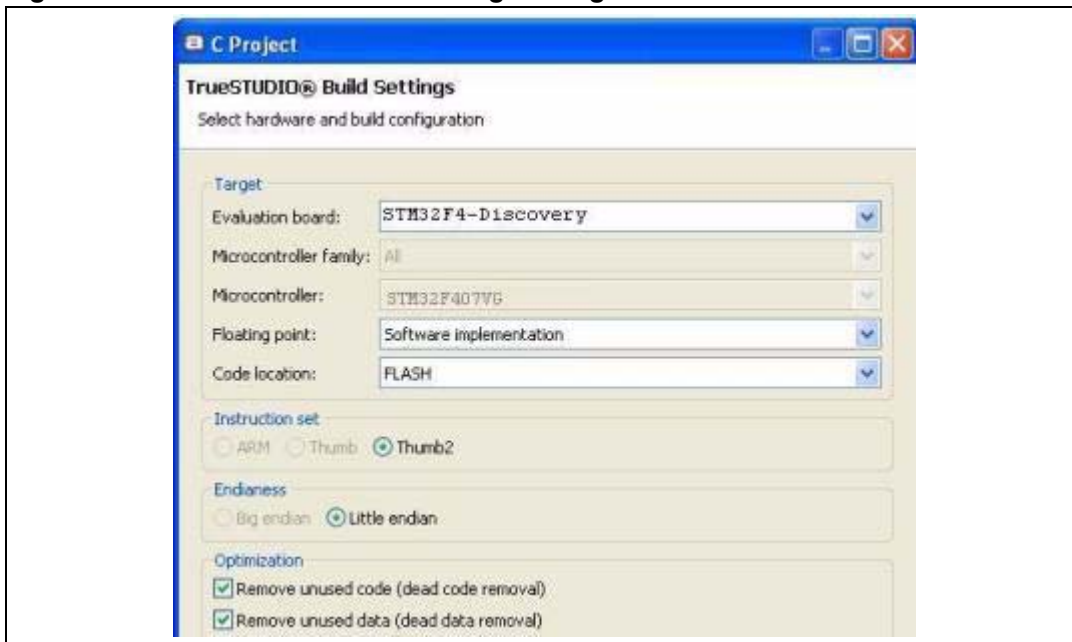 C Project
TrueSTUDIO® Build Settings
Select hardware and build configuration
Target
Evaluation board: STM32F4-Discovery
Microcontroller family: All
Microcontroller: STM32F407VG
Floating point: Software implementation
Code location: FLASH
Instruction set
ARM Thumb Thumb2
Endianess
Big endian Little endian
Optimization
Remove unused code (dead code removal)
Remove unused data (dead data removal)